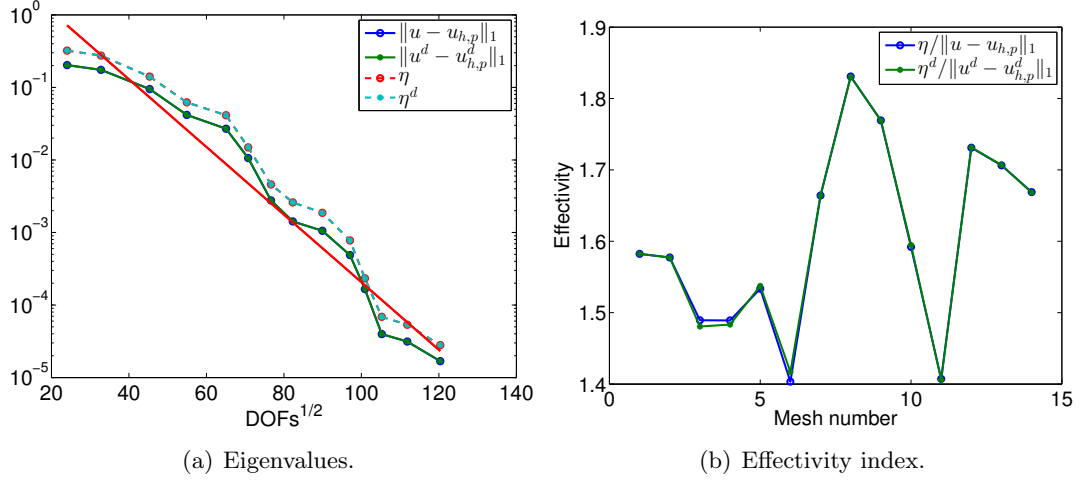 10^0
10^{-1}
10^{-2}
10^{-3}
10^{-4}
10^{-5}
20 40 60 80 100 120 140
DOFs^{1/2}
‖u − u_{h,p}‖_1
‖u^d − u^d_{h,p}‖_1
η
η^d
(a) Eigenvalues.
1.9
1.8
1.7
1.6
1.5
1.4
Effectivity
0 5 10 15
Mesh number
η/‖u − u_{h,p}‖_1
η^d/‖u^d − u^d_{h,p}‖_1
(b) Effectivity index.